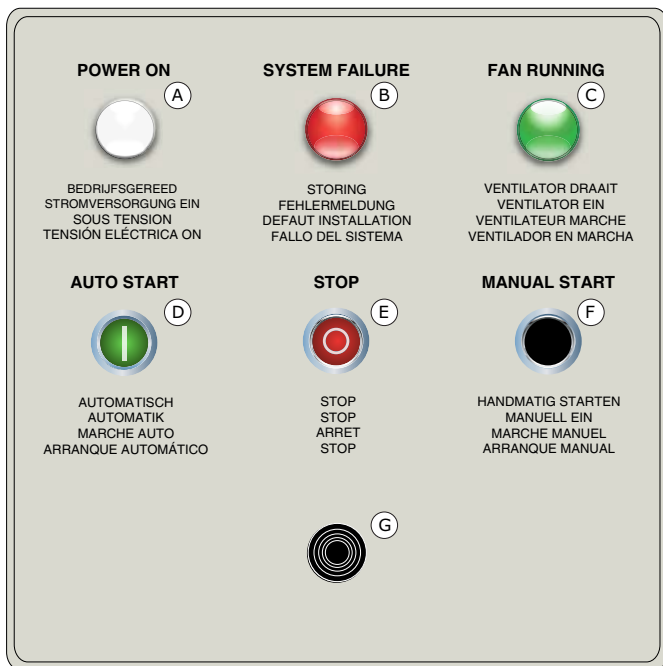 POWER ON
A
BEDRIJFSGEREED
STROMVERSORGUNG EIN
SOUS TENSION
TENSIÓN ELÉCTRICA ON
SYSTEM FAILURE
B
STORING
FEHLERMELDUNG
DEFAUT INSTALLATION
FALLO DEL SISTEMA
FAN RUNNING
C
VENTILATOR DRAAIT
VENTILATOR EIN
VENTILATEUR MARCHE
VENTILADOR EN MARCHA
AUTO START
D
AUTOMATISCH
AUTOMATIK
MARCHE AUTO
ARRANQUE AUTOMÁTICO
STOP
E
STOP
STOP
ARRET
STOP
MANUAL START
F
HANDMATIG STARTEN
MANUELL EIN
MARCHE MANUEL
ARRANQUE MANUAL
G